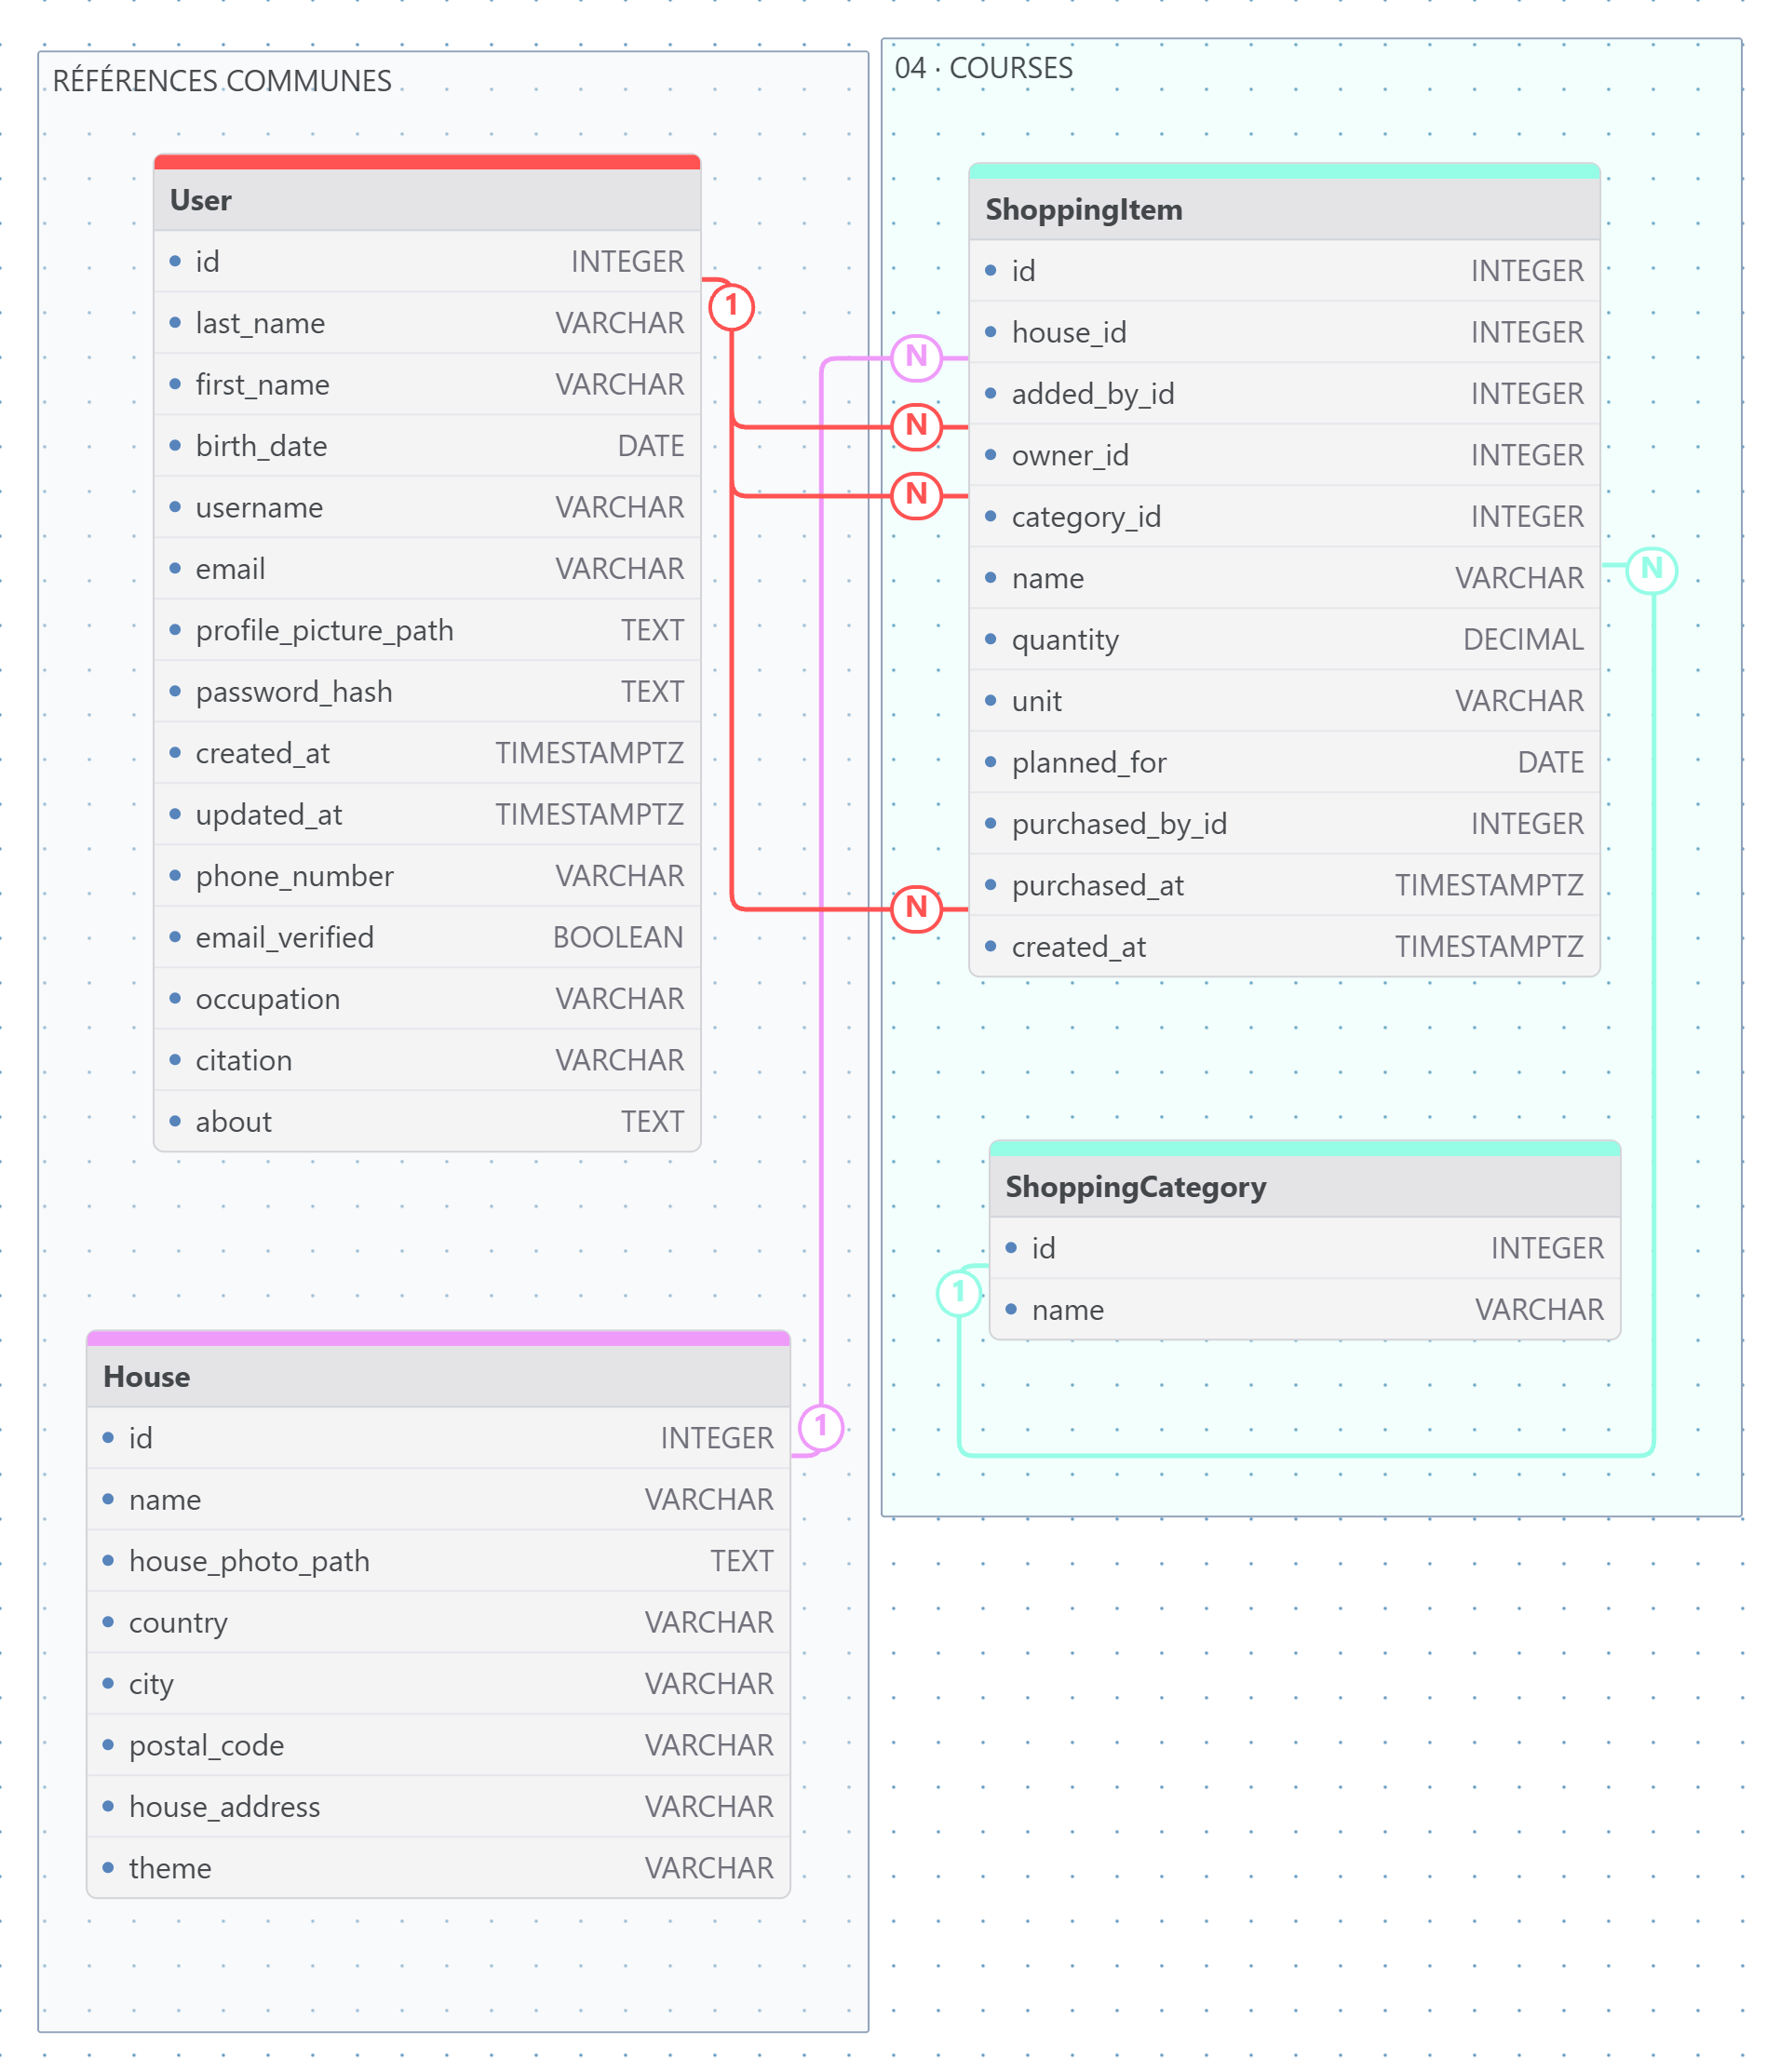 RÉFÉRENCES COMMUNES
User
id INTEGER
last_name VARCHAR
first_name VARCHAR
birth_date DATE
username VARCHAR
email VARCHAR
profile_picture_path TEXT
password_hash TEXT
created_at TIMESTAMPTZ
updated_at TIMESTAMPTZ
phone_number VARCHAR
email_verified BOOLEAN
occupation VARCHAR
citation VARCHAR
about TEXT
1
House
id INTEGER
name VARCHAR
house_photo_path TEXT
country VARCHAR
city VARCHAR
postal_code VARCHAR
house_address VARCHAR
theme VARCHAR
1
04 · COURSES
N
N
N
N
ShoppingItem
id INTEGER
house_id INTEGER
added_by_id INTEGER
owner_id INTEGER
category_id INTEGER
name VARCHAR
quantity DECIMAL
unit VARCHAR
planned_for DATE
purchased_by_id INTEGER
purchased_at TIMESTAMPTZ
created_at TIMESTAMPTZ
N
ShoppingCategory
id INTEGER
name VARCHAR
1